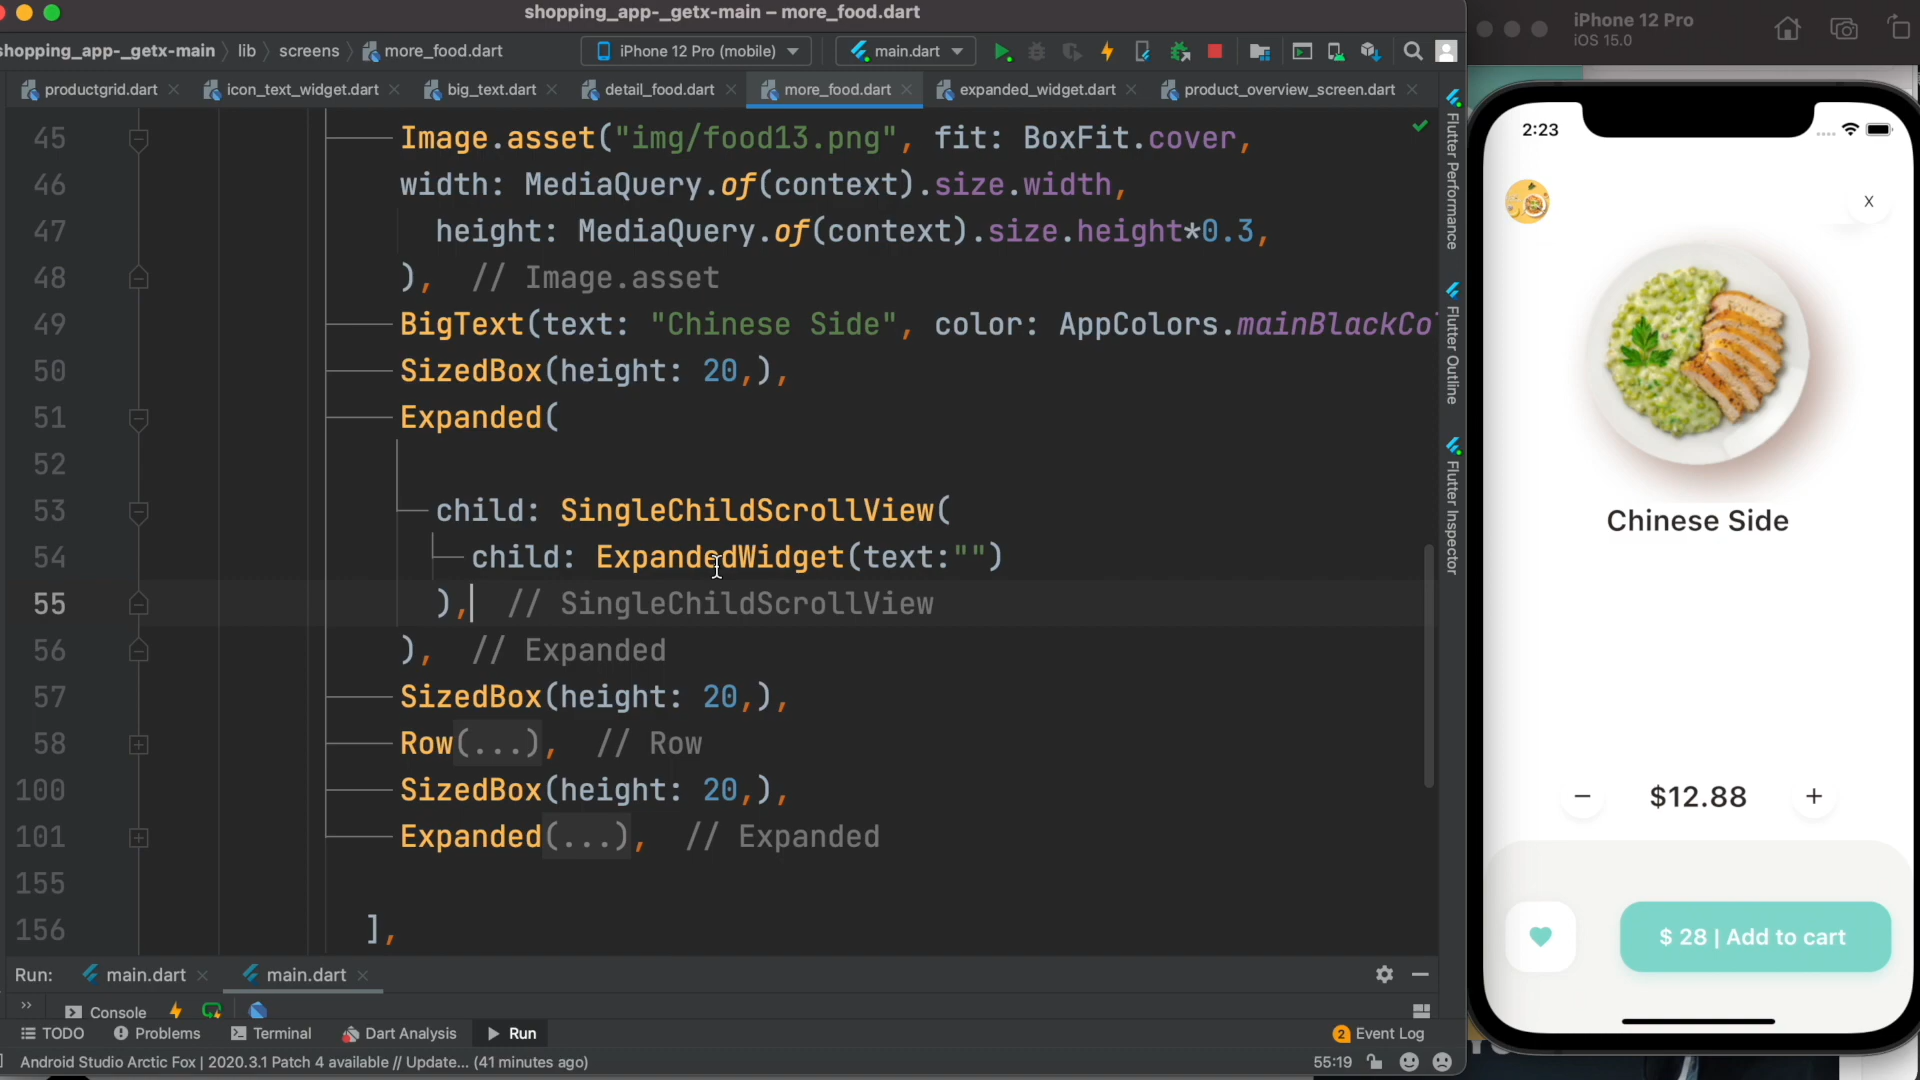 shopping_app-_getx-main – more_food.dart
shopping_app-_getx-main lib screens more_food.dart iPhone 12 Pro (mobile) main.dart
productgrid.dart icon_text_widget.dart big_text.dart detail_food.dart more_food.dart expanded_widget.dart product_overview_screen.dart
45 Image.asset("img/food13.png", fit: BoxFit.cover,
46 width: MediaQuery.of(context).size.width,
47 height: MediaQuery.of(context).size.height*0.3,
48 ), // Image.asset
49 BigText(text: "Chinese Side", color: AppColors.mainBlackCo
50 SizedBox(height: 20,),
51 Expanded(
52
53 child: SingleChildScrollView(
54 child: ExpandedWidget(text:"")
55 ), // SingleChildScrollView
56 ), // Expanded
57 SizedBox(height: 20,),
58 Row(...), // Row
100 SizedBox(height: 20,),
101 Expanded(...), // Expanded
155
156 ],
Flutter Performance
Flutter Outline
Flutter Inspector
Run: main.dart main.dart
Console
TODO Problems Terminal Dart Analysis Run 2 Event Log
Android Studio Arctic Fox | 2020.3.1 Patch 4 available // Update... (41 minutes ago) 55:19
iPhone 12 Pro
iOS 15.0
2:23
X
Chinese Side
− $12.88 +
$ 28 | Add to cart